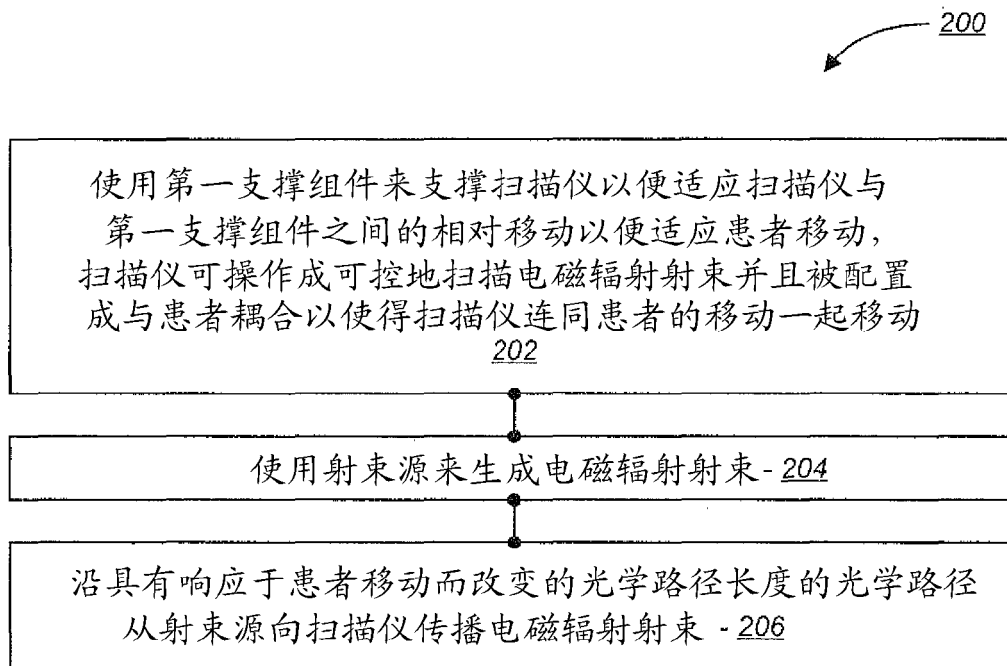 200
使用第一支撑组件来支撑扫描仪以便适应扫描仪与
第一支撑组件之间的相对移动以便适应患者移动，
扫描仪可操作成可控地扫描电磁辐射射束并且被配置
成与患者耦合以使得扫描仪连同患者的移动一起移动
202
使用射束源来生成电磁辐射射束-204
沿具有响应于患者移动而改变的光学路径长度的光学路径
从射束源向扫描仪传播电磁辐射射束 -206